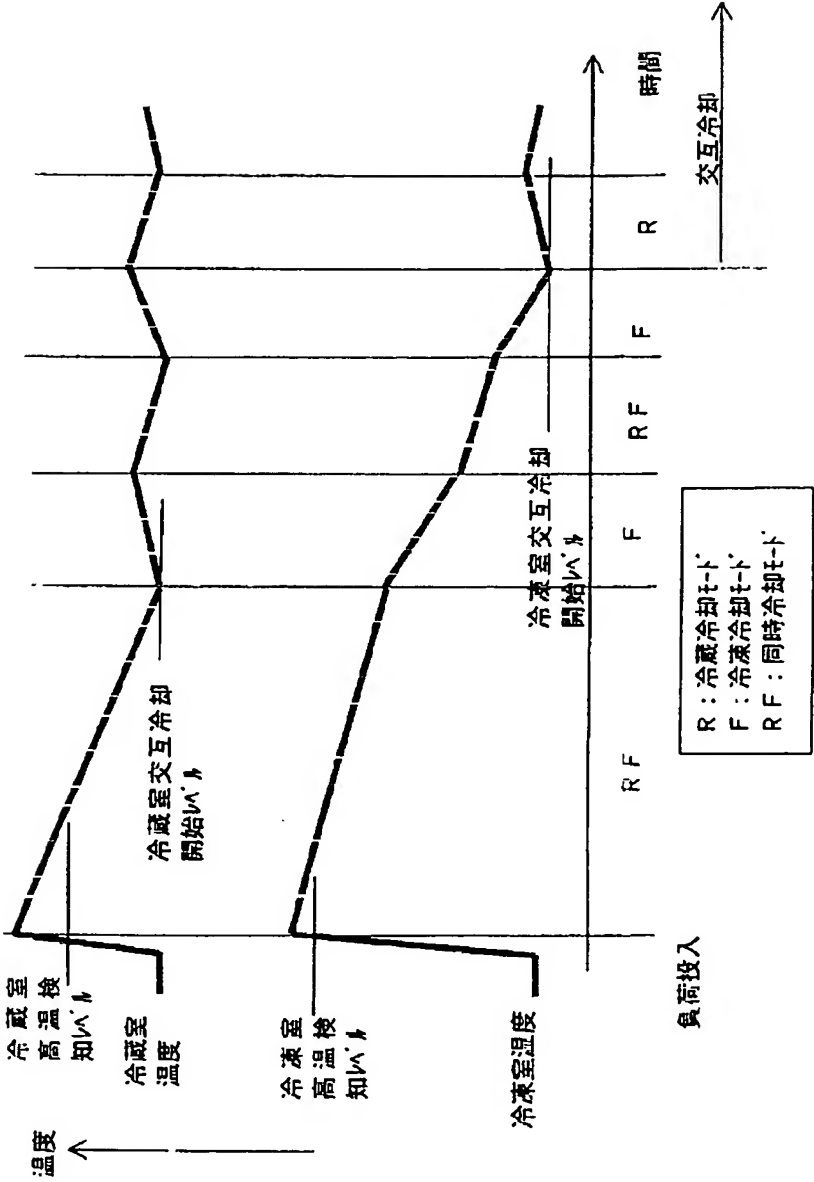 温度
冷蔵室
高温検
知レベル
冷蔵室
温度
冷蔵室交互冷却
開始レベル
冷凍室
高温検
知レベル
冷凍室温度
冷凍室交互冷却
開始レベル
RF
F
RF
F
R
時間
負荷投入
交互冷却
R:冷蔵冷却モード
F:冷凍冷却モード
RF:同時冷却モード